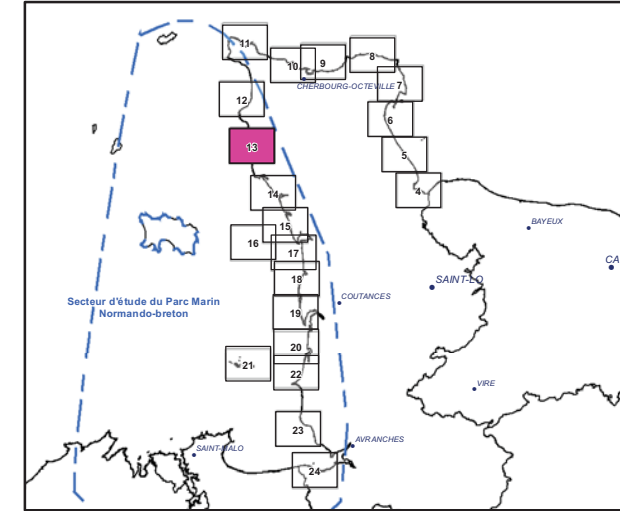 11
10
9
8
CHERBOURG-OCTEVILLE
7
12
6
13
5
14
4
15
BAYEUX
16
17
CA
18
SAINT-LO
Secteur d'étude du Parc Marin
Normando-breton
COUTANCES
19
20
21
22
VIRE
23
AVRANCHES
SAINT-MALO
24